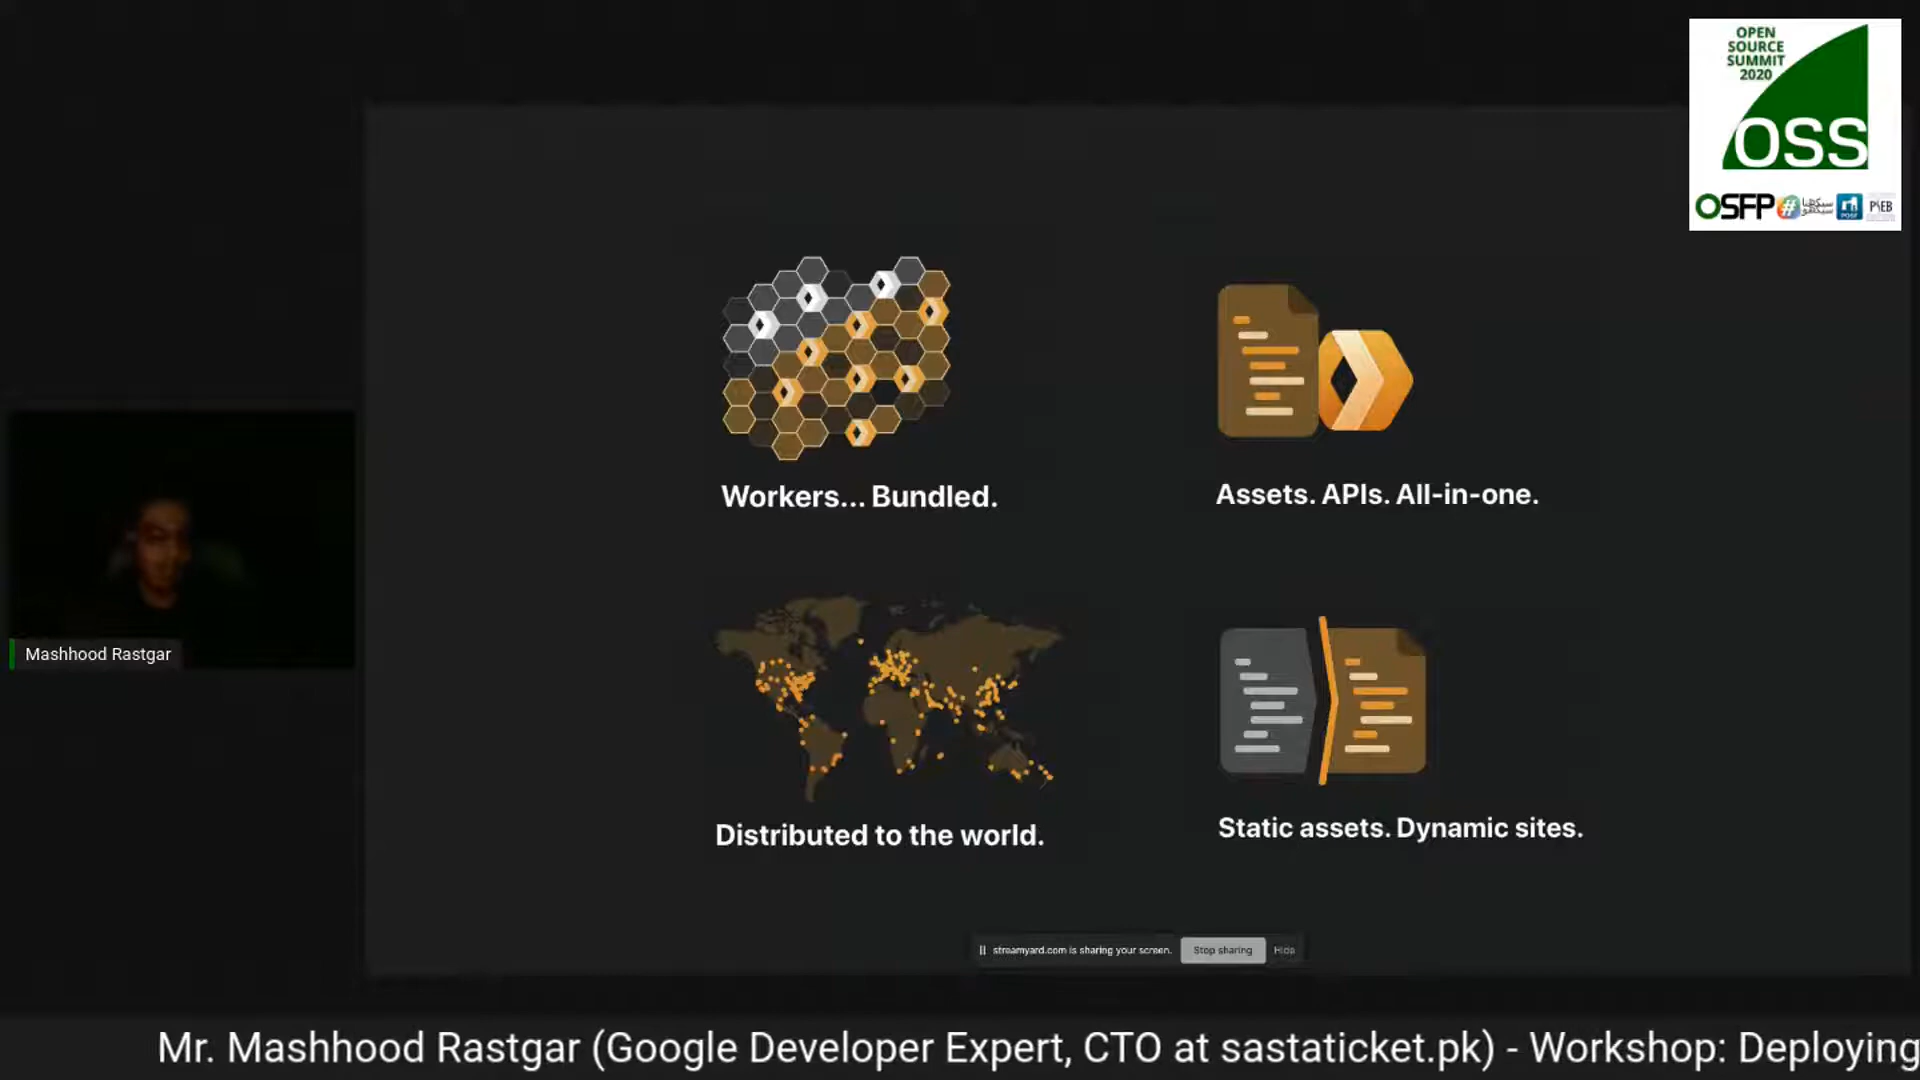 OPEN
SOURCE
SUMMIT
2020
OSS
OSFP
#
PSEB
Workers... Bundled.
Assets. APIs. All-in-one.
Mashhood Rastgar
Distributed to the world.
Static assets. Dynamic sites.
streamyard.com is sharing your screen.
Stop sharing
Hide
Mr. Mashhood Rastgar (Google Developer Expert, CTO at sastaticket.pk) - Workshop: Deploying